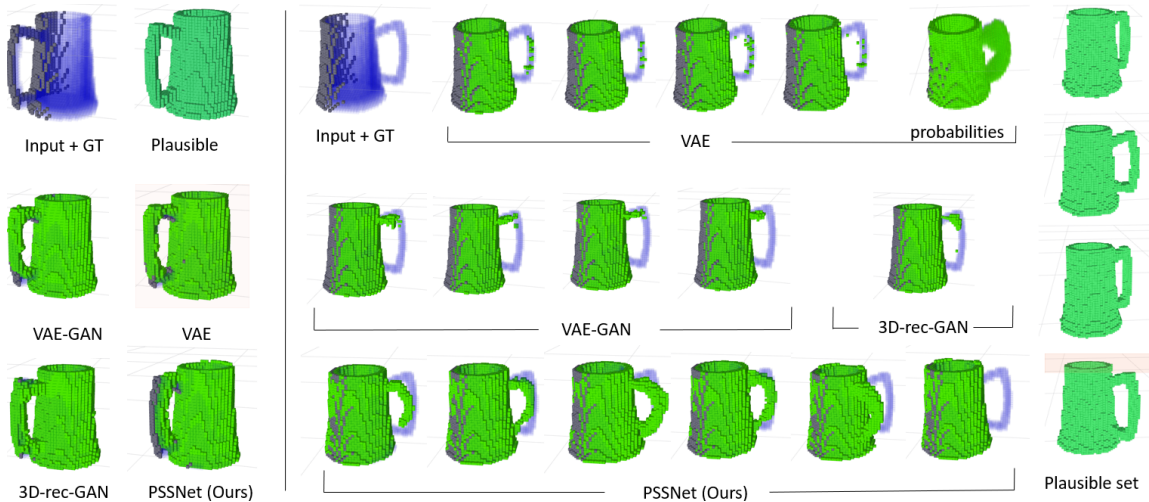 Input + GT
Plausible
Input + GT
VAE
probabilities
VAE-GAN
VAE
VAE-GAN
3D-rec-GAN
3D-rec-GAN
PSSNet (Ours)
PSSNet (Ours)
Plausible set